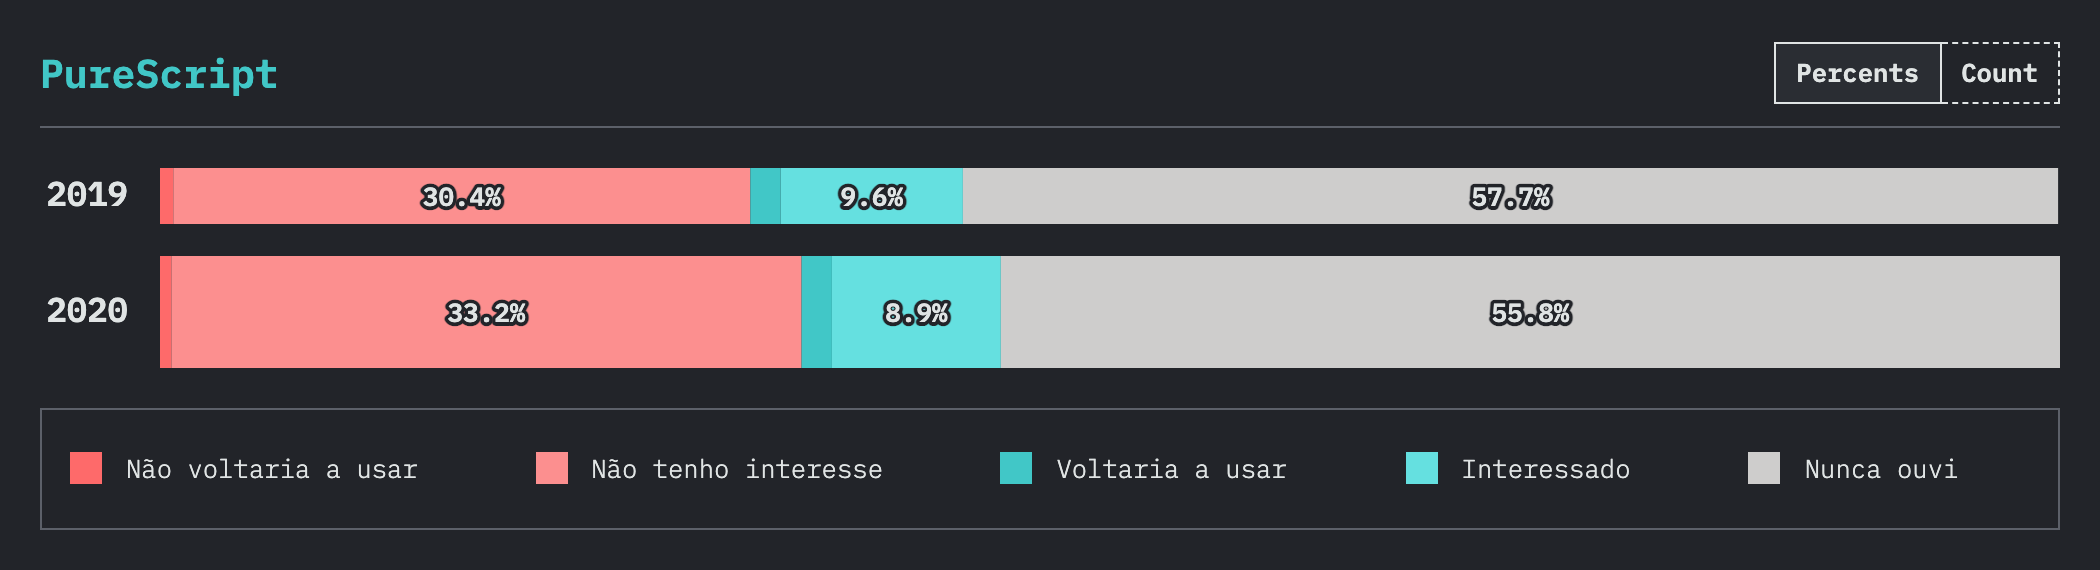 PureScript
Percents Count
2019 30.4% 9.6% 57.7%
2020 33.2% 8.9% 55.8%
Não voltaria a usar Não tenho interesse Voltaria a usar Interessado Nunca ouvi